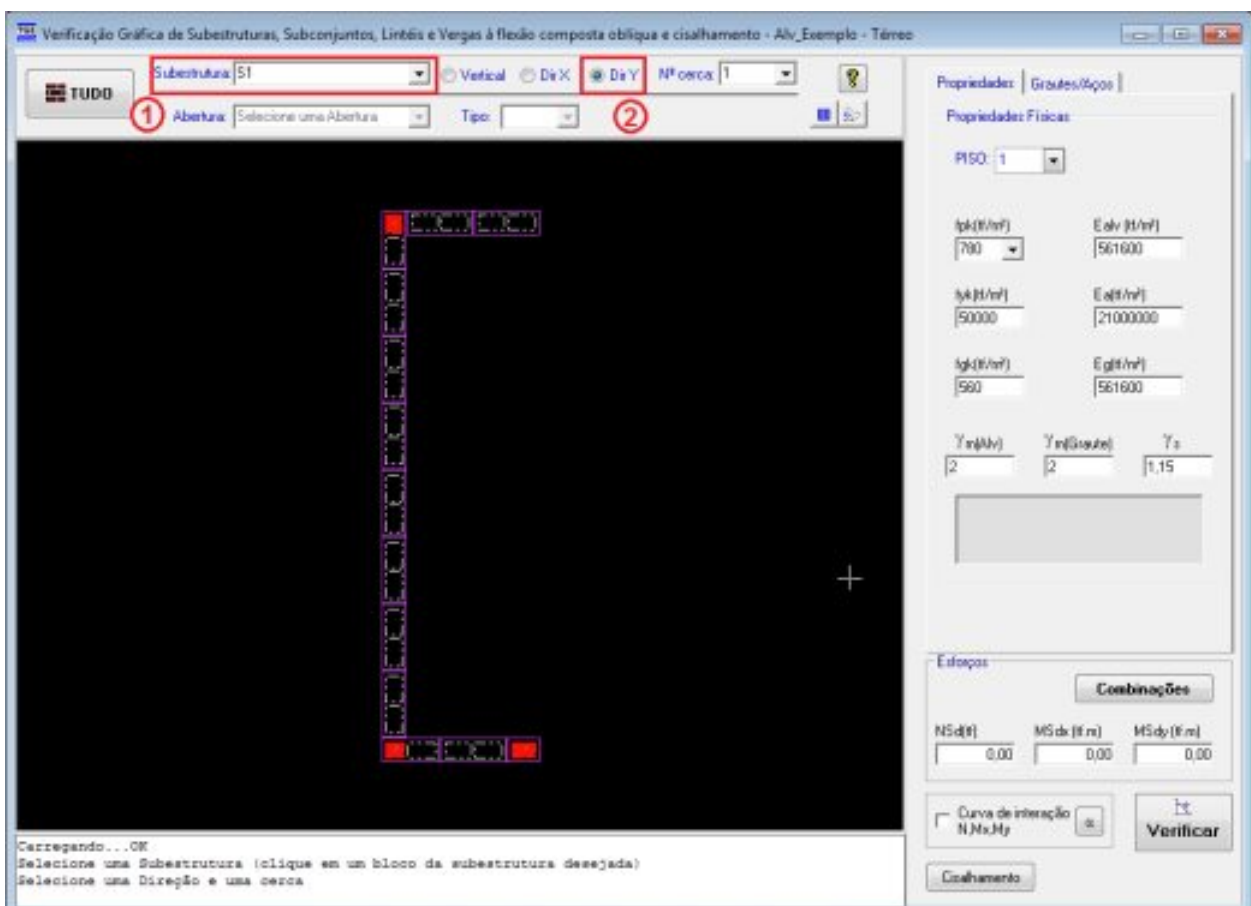 Verificação Gráfica de Subestruturas, Subconjuntos, Lintéis e Vergas à flexão composta oblíqua e cisalhamento - Alv_Exemplo - Térreo
TUDO
Subestrutura: S1
Vertical
Dir X
Dir Y
Nº cerca: 1
1
Abertura: Selecione uma Abertura
Tipo:
2
Propriedades
Grautes/Aços
Propriedades Físicas
PISO: 1
fpk(tf/m²)
Ealv (tf/m²)
780
561600
fyk(tf/m²)
Ea(tf/m²)
50000
21000000
fgk(tf/m²)
Eg(tf/m²)
560
561600
γm(Alv)
γm(Graute)
γs
2
2
1,15
Esforços
Combinações
NSd(tf)
MSdx (tf.m)
MSdy (tf.m)
0,00
0,00
0,00
Curva de interação
N,Mx,My
α
Verificar
Cisalhamento
Carregando...OK
Selecione uma Subestrutura (clique em um bloco da subestrutura desejada)
Selecione uma Direção e uma cerca